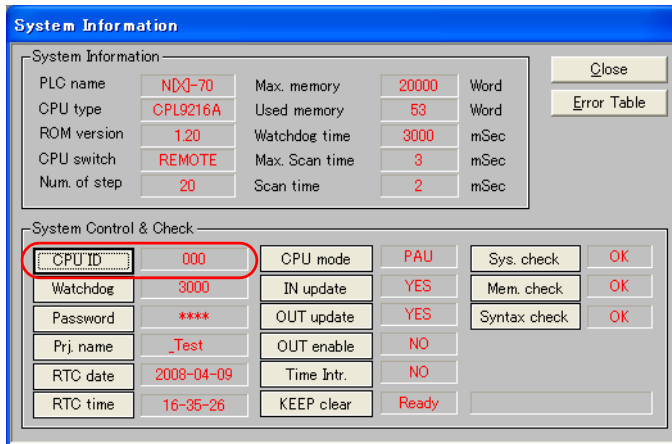 System Information
System Information
PLC name N[X]-70 Max. memory 20000 Word Close
CPU type CPL9216A Used memory 53 Word Error Table
ROM version 1.20 Watchdog time 3000 mSec
CPU switch REMOTE Max. Scan time 3 mSec
Num. of step 20 Scan time 2 mSec
System Control & Check
CPU ID 000 CPU mode PAU Sys. check OK
Watchdog 3000 IN update YES Mem. check OK
Password **** OUT update YES Syntax check OK
Prj. name _Test OUT enable NO
RTC date 2008-04-09 Time Intr. NO
RTC time 16-35-26 KEEP clear Ready